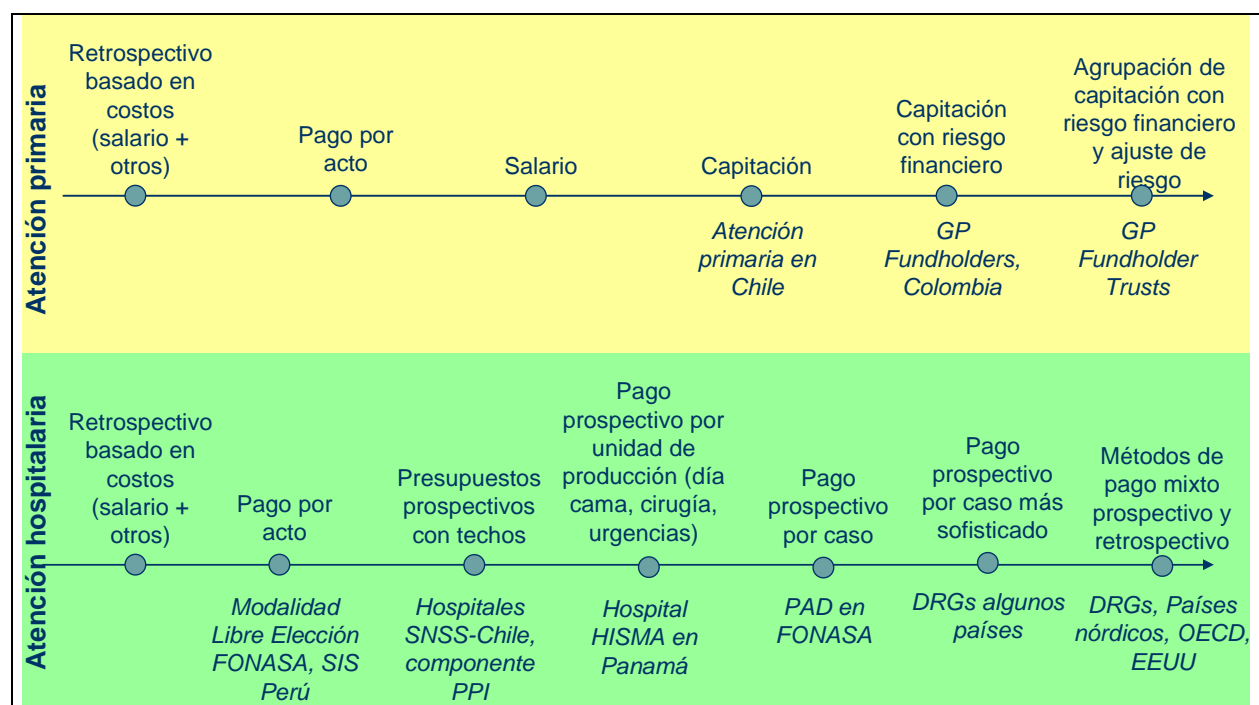 Atención primaria
Retrospectivo
basado en
costos
(salario +
otros)
Pago por
acto
Salario
Capitación
Atención
primaria en
Chile
Capitación
con riesgo
financiero
GP
Fundholders,
Colombia
Agrupación de
capitación con
riesgo financiero
y ajuste de
riesgo
GP
Fundholder
Trusts
Atención hospitalaria
Retrospectivo
basado en
costos
(salario +
otros)
Pago por
acto
Modalidad
Libre Elección
FONASA, SIS
Perú
Presupuestos
prospectivos
con techos
Hospitales
SNSS-Chile,
componente
PPI
Pago
prospectivo por
unidad de
producción (día
cama, cirugía,
urgencias)
Hospital
HISMA en
Panamá
Pago
prospectivo
por caso
PAD en
FONASA
Pago
prospectivo
por caso más
sofisticado
DRGs algunos
países
Métodos de
pago mixto
prospectivo y
retrospectivo
DRGs, Países
nórdicos, OECD,
EEUU